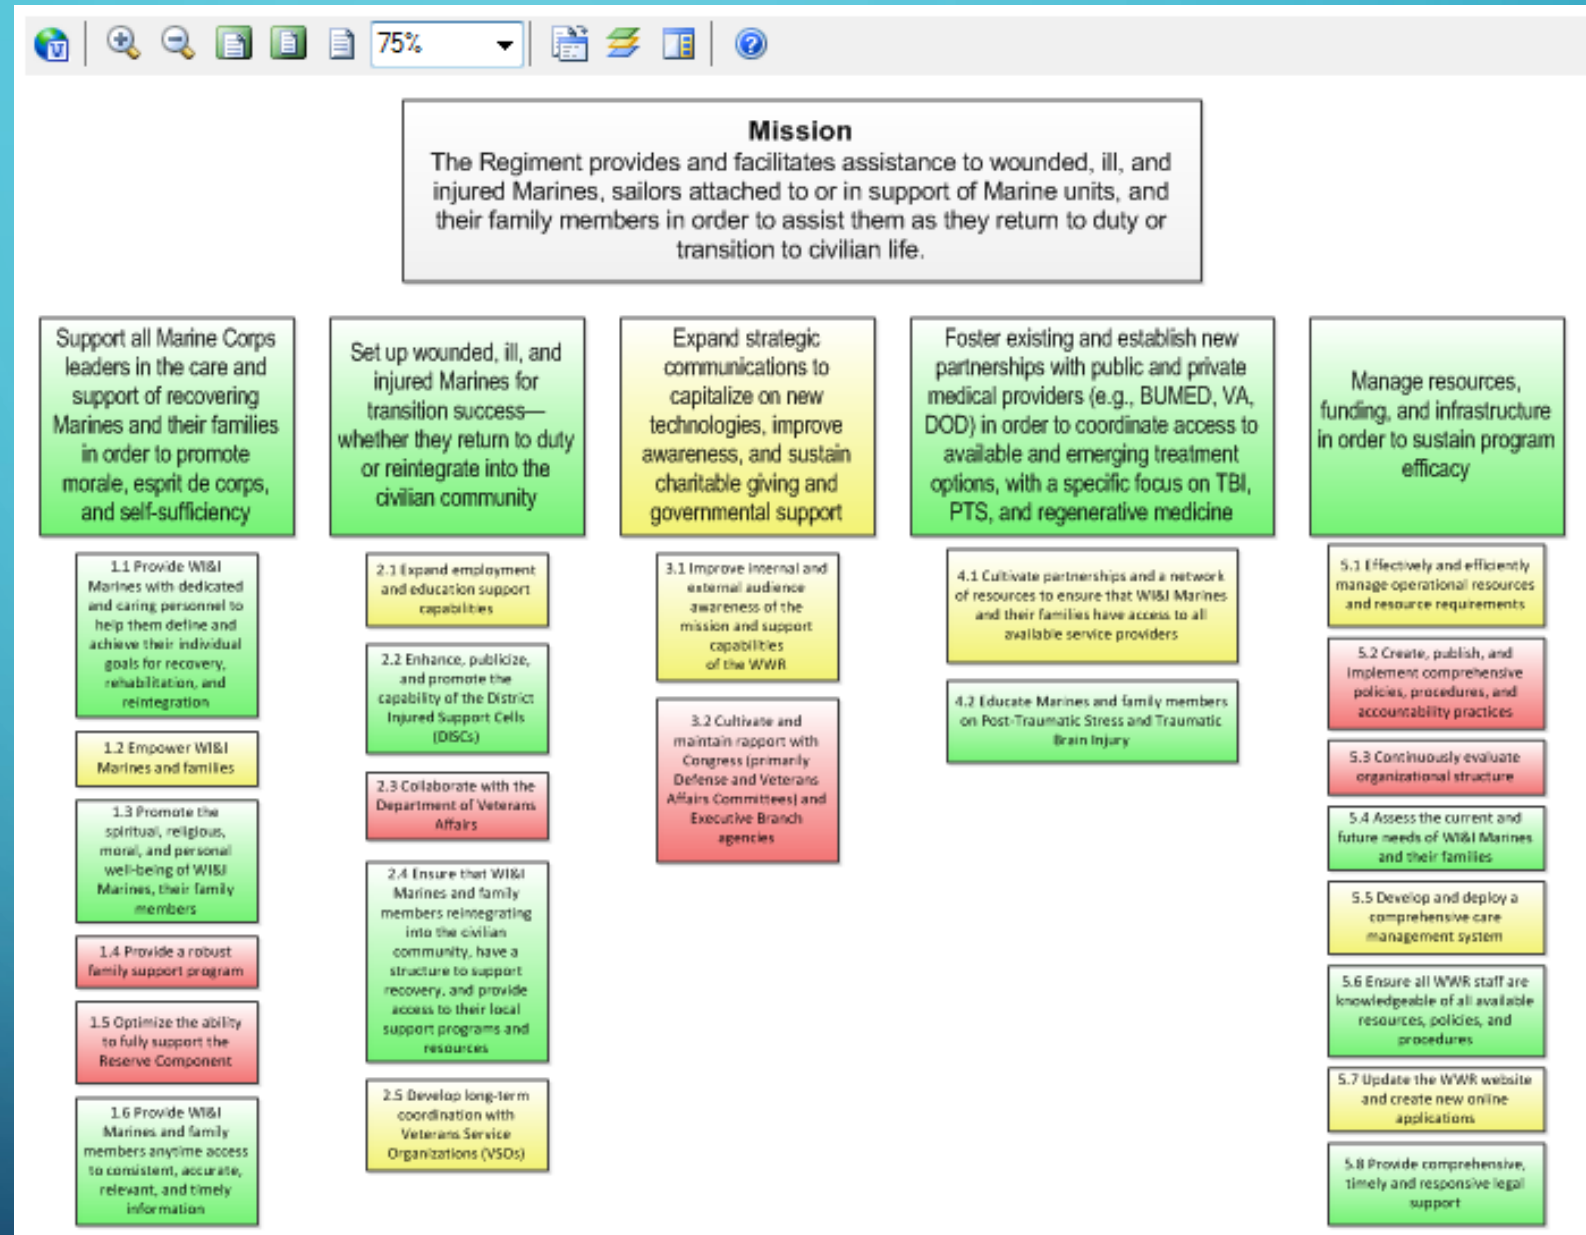 75%
Mission
The Regiment provides and facilitates assistance to wounded, ill, and
injured Marines, sailors attached to or in support of Marine units, and
their family members in order to assist them as they return to duty or
transition to civilian life.
Support all Marine Corps
leaders in the care and
support of recovering
Marines and their families
in order to promote
morale, esprit de corps,
and self-sufficiency
1.1 Provide WI&I
Marines with dedicated
and caring personnel to
help them define and
achieve their individual
goals for recovery,
rehabilitation, and
reintegration
1.2 Empower WI&I
Marines and families
1.3 Promote the
spiritual, religious,
moral, and personal
well-being of WI&I
Marines, their family
members
1.4 Provide a robust
family support program
1.5 Optimize the ability
to fully support the
Reserve Component
1.6 Provide WI&I
Marines and family
members anytime access
to consistent, accurate,
relevant, and timely
information
Set up wounded, ill, and
injured Marines for
transition success—
whether they return to duty
or reintegrate into the
civilian community
2.1 Expand employment
and education support
capabilities
2.2 Enhance, publicize,
and promote the
capability of the District
Injured Support Cells
(DISCs)
2.3 Collaborate with the
Department of Veterans
Affairs
2.4 Ensure that WI&I
Marines and family
members reintegrating
into the civilian
community, have a
structure to support
recovery, and provide
access to their local
support programs and
resources
2.5 Develop long-term
coordination with
Veterans Service
Organizations (VSOs)
Expand strategic
communications to
capitalize on new
technologies, improve
awareness, and sustain
charitable giving and
governmental support
3.1 Improve internal and
external audience
awareness of the
mission and support
capabilities
of the WWR
3.2 Cultivate and
maintain rapport with
Congress (primarily
Defense and Veterans
Affairs Committees) and
Executive Branch
agencies
Foster existing and establish new
partnerships with public and private
medical providers (e.g., BUMED, VA,
DOD) in order to coordinate access to
available and emerging treatment
options, with a specific focus on TBI,
PTS, and regenerative medicine
4.1 Cultivate partnerships and a network
of resources to ensure that WI&I Marines
and their families have access to all
available service providers
4.2 Educate Marines and family members
on Post-Traumatic Stress and Traumatic
Brain Injury
Manage resources,
funding, and infrastructure
in order to sustain program
efficacy
5.1 Effectively and efficiently
manage operational resources
and resource requirements
5.2 Create, publish, and
implement comprehensive
policies, procedures, and
accountability practices
5.3 Continuously evaluate
organizational structure
5.4 Assess the current and
future needs of WI&I Marines
and their families
5.5 Develop and deploy a
comprehensive care
management system
5.6 Ensure all WWR staff are
knowledgeable of all available
resources, policies, and
procedures
5.7 Update the WWR website
and create new online
applications
5.8 Provide comprehensive,
timely and responsive legal
support